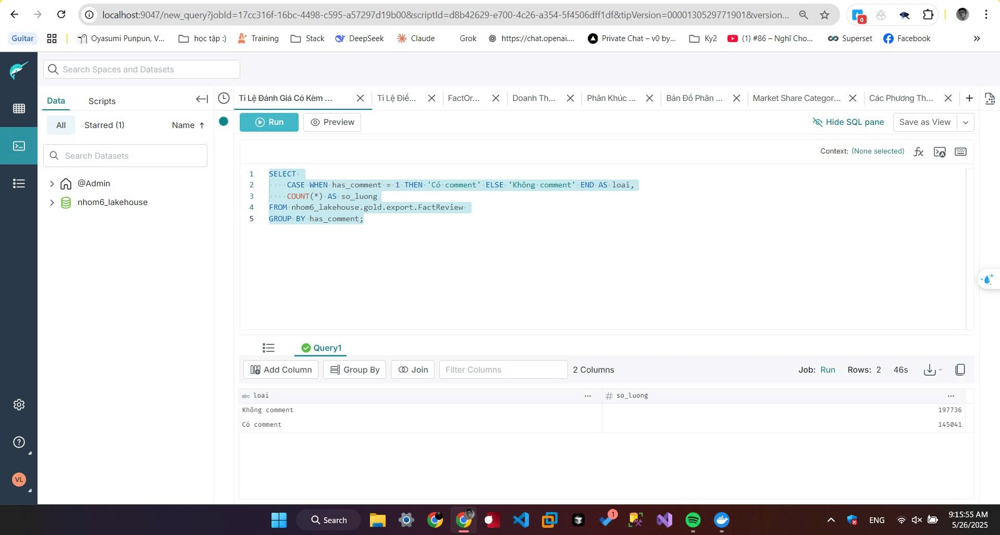 localhost:9047/new_query?jobId=17cc316f-16bc-4498-c595-a57297d19b00&scriptId=d8b42629-e700-4c26-a354-5f4506dff1df&tipVersion=0000130529771901&version...
0
Guitar
Oyasumi Punpun, V...
học tập :)
Training
Stack
DeepSeek
Claude
Grok
https://chat.openai....
Private Chat – v0 by...
Ky2
(1) #86 – Nghĩ Cho...
Superset
Facebook
»
Search Spaces and Datasets
Data
Scripts
Tỉ Lệ Đánh Giá Có Kèm ...
Tỉ Lệ Điể...
FactOr...
Doanh Th...
Phân Khúc ...
Bản Đồ Phân ...
Market Share Categor...
Các Phương Th...
All
Starred (1)
Name
Run
Preview
Hide SQL pane
Save as View
Search Datasets
Context: (None selected)
fx
@Admin
nhom6_lakehouse
1 SELECT
2 CASE WHEN has_comment = 1 THEN 'Có comment' ELSE 'Không comment' END AS loai,
3 COUNT(*) AS so_luong
4 FROM nhom6_lakehouse.gold.export.FactReview
5 GROUP BY has_comment;
Query1
Add Column
Group By
Join
Filter Columns
2 Columns
Job: Run
Rows: 2
46s
abc loai ...
# so_luong ...
Không comment 197736
Có comment 145041
VL
Search
1
ENG
9:15:55 AM
5/26/2025